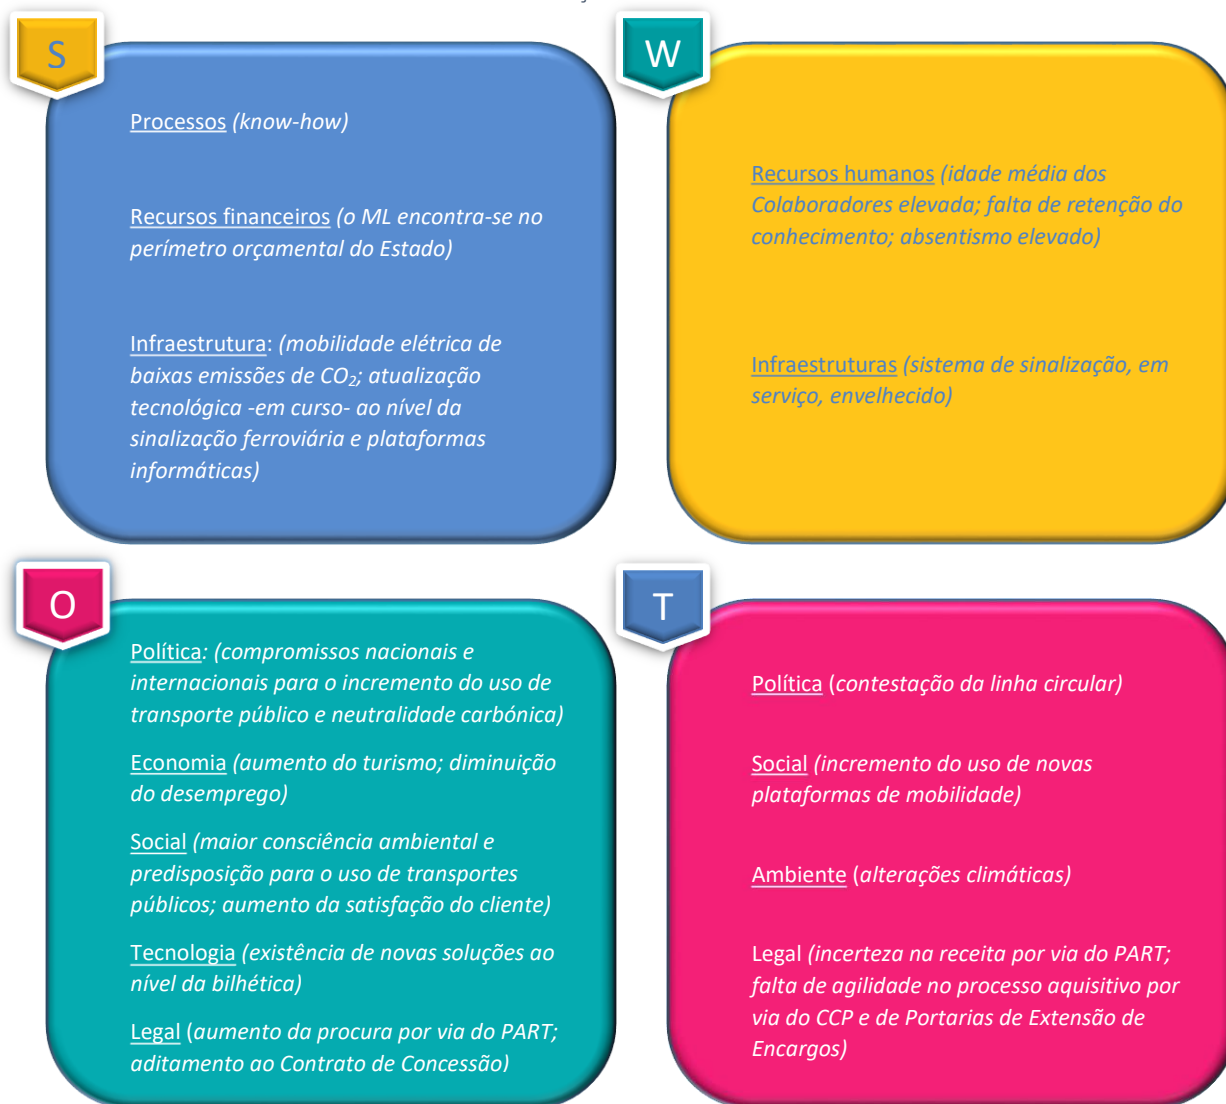 S
Processos (know-how)
Recursos financeiros (o ML encontra-se no
perímetro orçamental do Estado)
Infraestrutura: (mobilidade elétrica de
baixas emissões de CO₂; atualização
tecnológica -em curso- ao nível da
sinalização ferroviária e plataformas
informáticas)
W
Recursos humanos (idade média dos
Colaboradores elevada; falta de retenção do
conhecimento; absentismo elevado)
Infraestruturas (sistema de sinalização, em
serviço, envelhecido)
O
Política: (compromissos nacionais e
internacionais para o incremento do uso de
transporte público e neutralidade carbónica)
Economia (aumento do turismo; diminuição
do desemprego)
Social (maior consciência ambiental e
predisposição para o uso de transportes
públicos; aumento da satisfação do cliente)
Tecnologia (existência de novas soluções ao
nível da bilhética)
Legal (aumento da procura por via do PART;
aditamento ao Contrato de Concessão)
T
Política (contestação da linha circular)
Social (incremento do uso de novas
plataformas de mobilidade)
Ambiente (alterações climáticas)
Legal (incerteza na receita por via do PART;
falta de agilidade no processo aquisitivo por
via do CCP e de Portarias de Extensão de
Encargos)